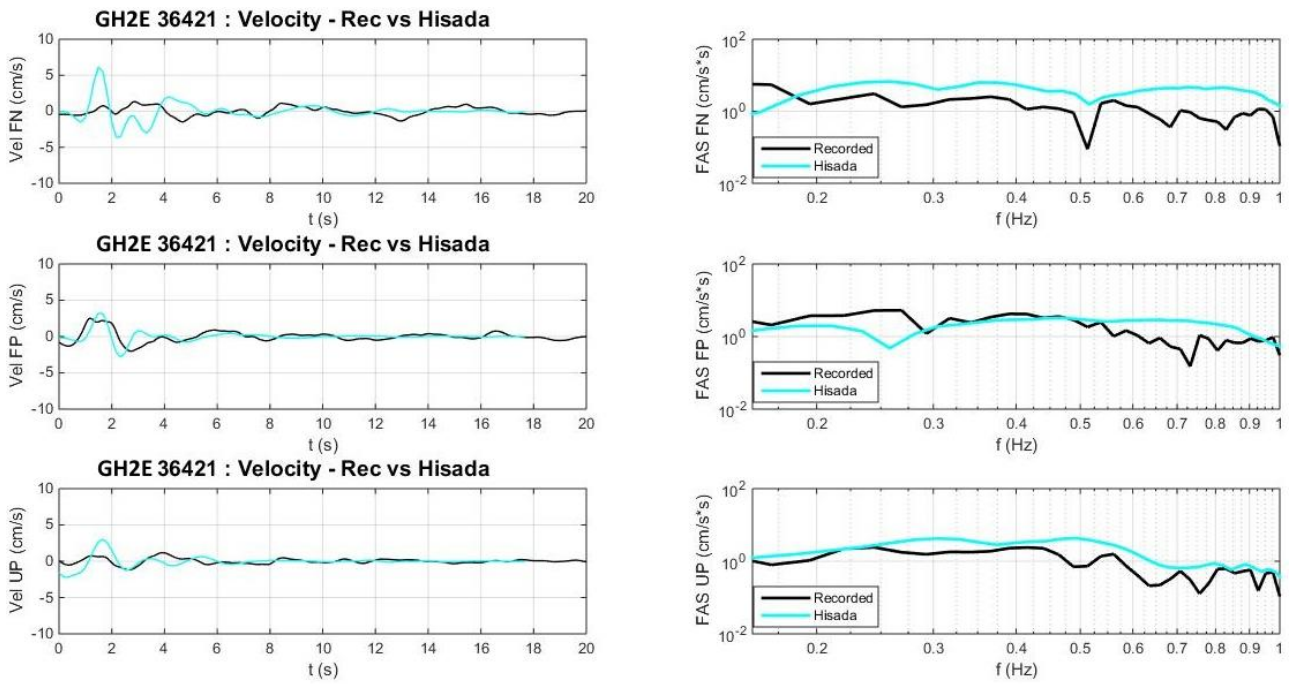 GH2E 36421 : Velocity - Rec vs Hisada
Vel FN (cm/s)
10
5
0
-5
-10
0 2 4 6 8 10 12 14 16 18 20
t (s)
FAS FN (cm/s*s)
10^2
10^0
10^-2
Recorded
Hisada
0.2 0.3 0.4 0.5 0.6 0.7 0.8 0.9 1
f (Hz)
GH2E 36421 : Velocity - Rec vs Hisada
Vel FP (cm/s)
10
5
0
-5
-10
0 2 4 6 8 10 12 14 16 18 20
t (s)
FAS FP (cm/s*s)
10^2
10^0
10^-2
Recorded
Hisada
0.2 0.3 0.4 0.5 0.6 0.7 0.8 0.9 1
f (Hz)
GH2E 36421 : Velocity - Rec vs Hisada
Vel UP (cm/s)
10
5
0
-5
-10
0 2 4 6 8 10 12 14 16 18 20
t (s)
FAS UP (cm/s*s)
10^2
10^0
10^-2
Recorded
Hisada
0.2 0.3 0.4 0.5 0.6 0.7 0.8 0.9 1
f (Hz)